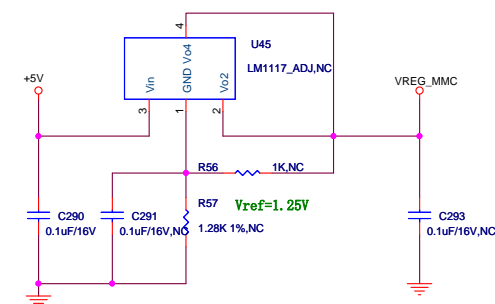 4
U45
LM1117_ADJ,NC
Vin
GND Vo4
Vo2
+5V
VREG_MMC
3
1
2
R56
1K,NC
R57
Vref=1.25V
1.28K 1%,NC
C290
0.1uF/16V
C291
0.1uF/16V,NC
C293
0.1uF/16V,NC